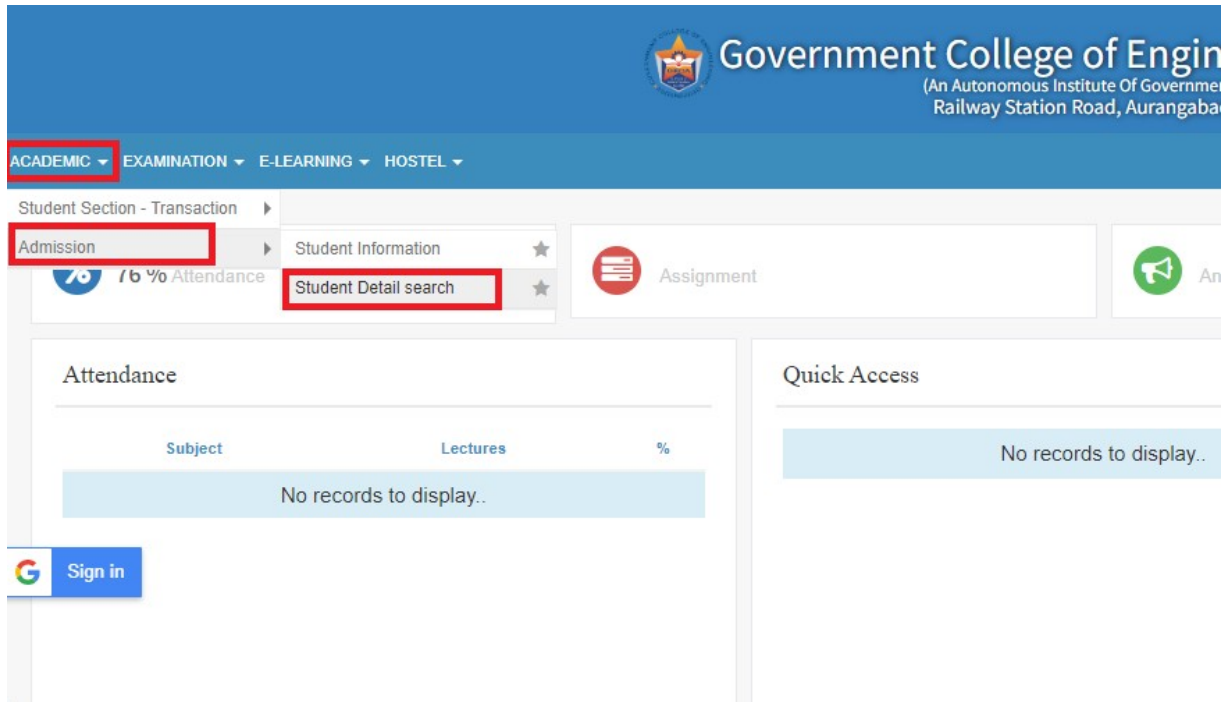 Government College of Engin
(An Autonomous Institute Of Governmen
Railway Station Road, Aurangaba
ACADEMIC EXAMINATION E-LEARNING HOSTEL
Student Section - Transaction
Admission
Student Information
Student Detail search
76 % Attendance
Assignment
An
Attendance
Subject Lectures %
No records to display..
Quick Access
No records to display..
G Sign in